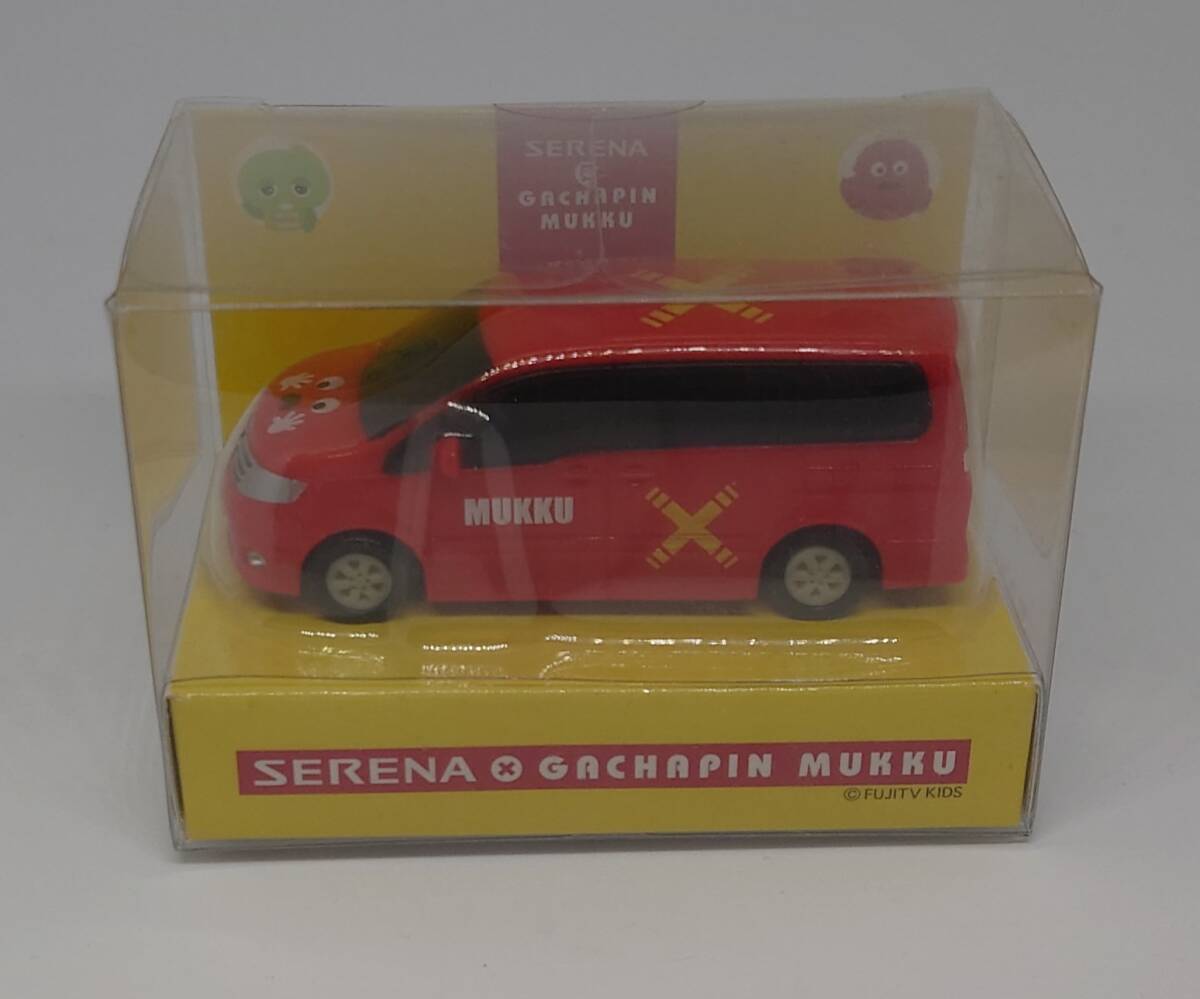 SERENA
GACHAPIN
MUKKU
MUKKU
SERENA × GACHAPIN MUKKU
© FUJITV KIDS